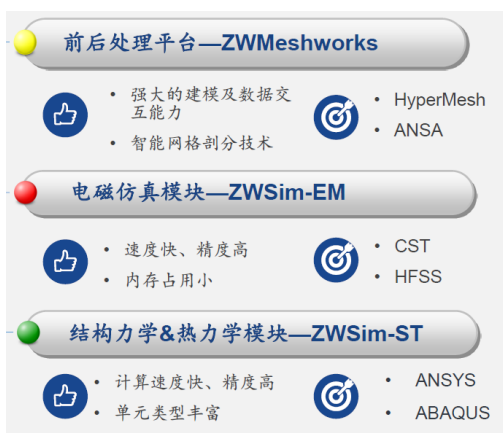 前后处理平台—ZWMeshworks
• 强大的建模及数据交
互能力
• 智能网格剖分技术
• HyperMesh
• ANSA
电磁仿真模块—ZWSim-EM
• 速度快、精度高
• 内存占用小
• CST
• HFSS
结构力学&热力学模块—ZWSim-ST
• 计算速度快、精度高
• 单元类型丰富
• ANSYS
• ABAQUS